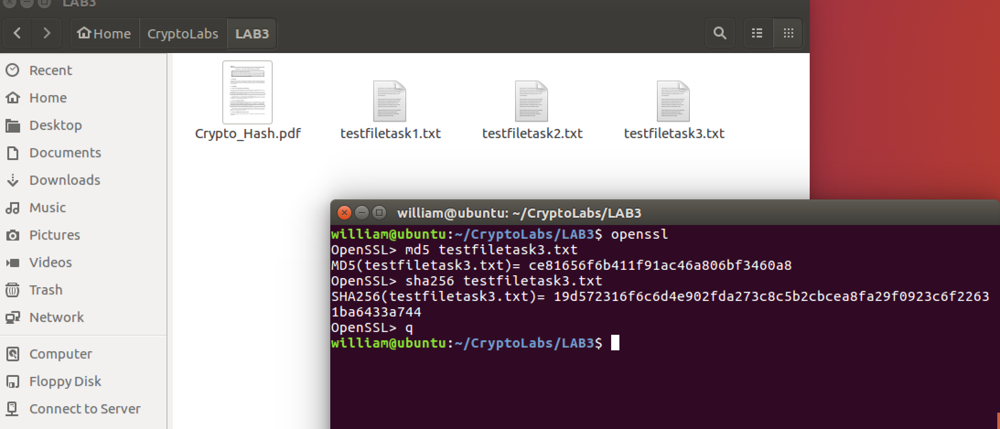 LAB3
Home CryptoLabs LAB3
Recent
Home
Desktop
Documents
Downloads
Music
Pictures
Videos
Trash
Network
Computer
Floppy Disk
Connect to Server
Crypto_Hash.pdf testfiletask1.txt testfiletask2.txt testfiletask3.txt
william@ubuntu: ~/CryptoLabs/LAB3
william@ubuntu:~/CryptoLabs/LAB3$ openssl
OpenSSL> md5 testfiletask3.txt
MD5(testfiletask3.txt)= ce81656f6b411f91ac46a806bf3460a8
OpenSSL> sha256 testfiletask3.txt
SHA256(testfiletask3.txt)= 19d572316f6c6d4e902fda273c8c5b2cbcea8fa29f0923c6f2263
1ba6433a744
OpenSSL> q
william@ubuntu:~/CryptoLabs/LAB3$